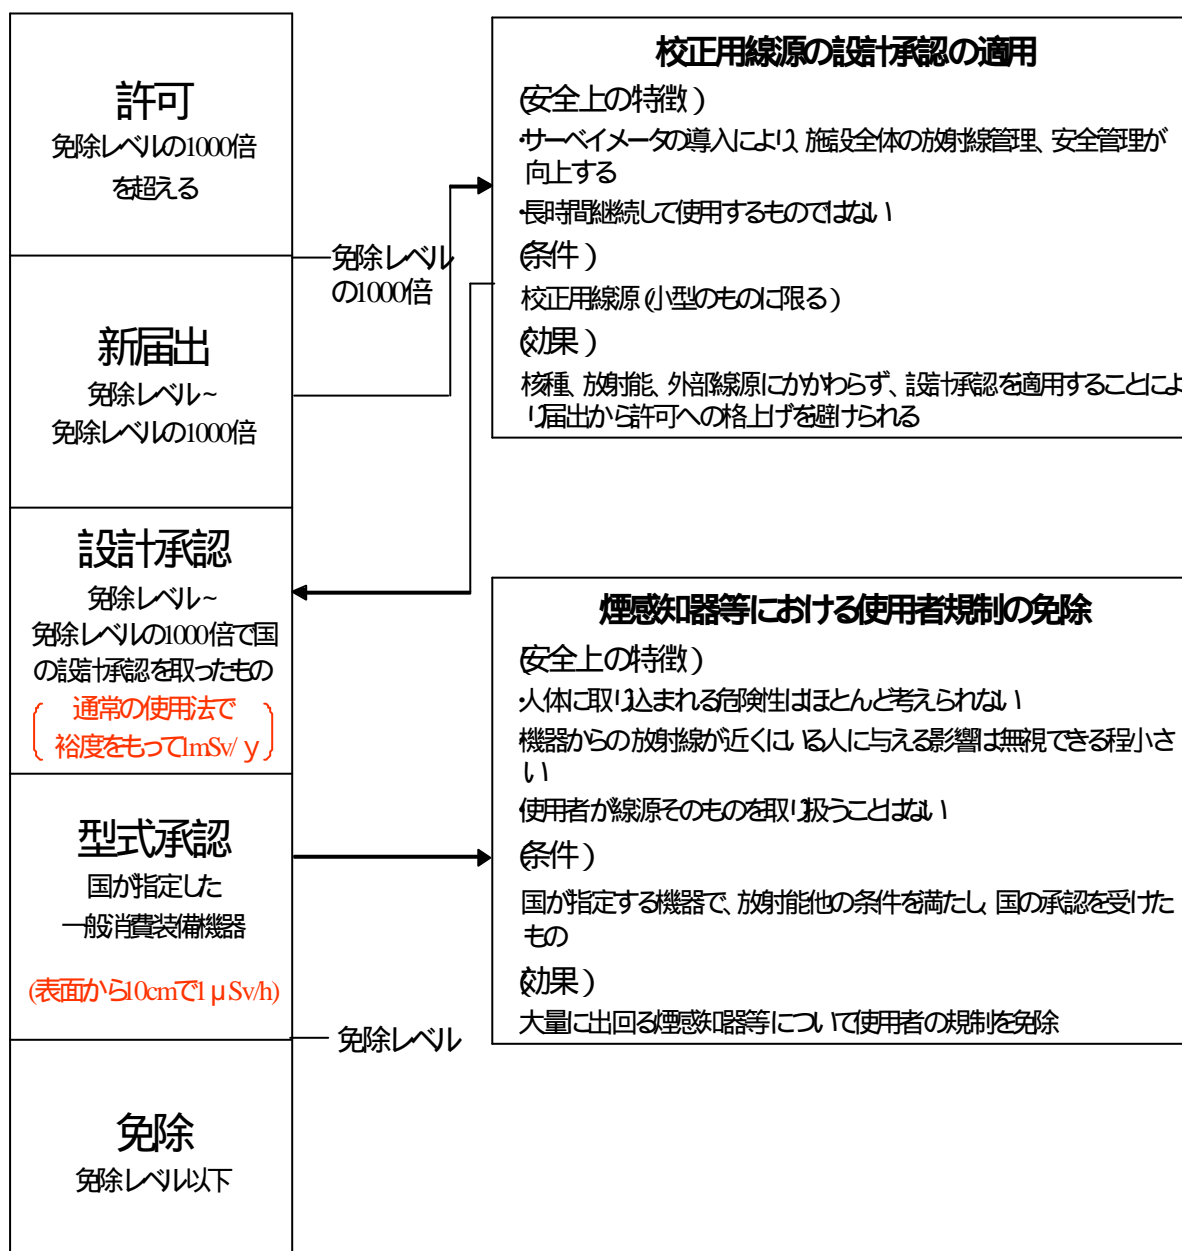 許可
免除レベルの1000倍
を超える
免除レベル
の1000倍
新届出
免除レベル~
免除レベルの1000倍
設計承認
免除レベル~
免除レベルの1000倍で国
の設計承認を取ったもの
通常の使用法で
裕度をもって1mSv/y
型式承認
国が指定した
一般消費装備機器
(表面から10cmで1μSv/h)
免除レベル
免除
免除レベル以下
校正用線源の設計承認の適用
(安全上の特徴)
・サーベイメータの導入により、施設全体の放射線管理、安全管理が
向上する
・長時間継続して使用するものではない
(条件)
校正用線源(小型のものに限る)
(効果)
核種、放射能、外部線源にかかわらず、設計承認を適用することによ
り届出から許可への格上げを避けられる
煙感知器等における使用者規制の免除
(安全上の特徴)
・人体に取り込まれる危険性はほとんど考えられない
・機器からの放射線が近くにいる人に与える影響は無視できる程小さ
い
・使用者が線源そのものを取り扱うことはない
(条件)
国が指定する機器で、放射能他の条件を満たし、国の承認を受けた
もの
(効果)
大量に出回る煙感知器等について使用者の規制を免除